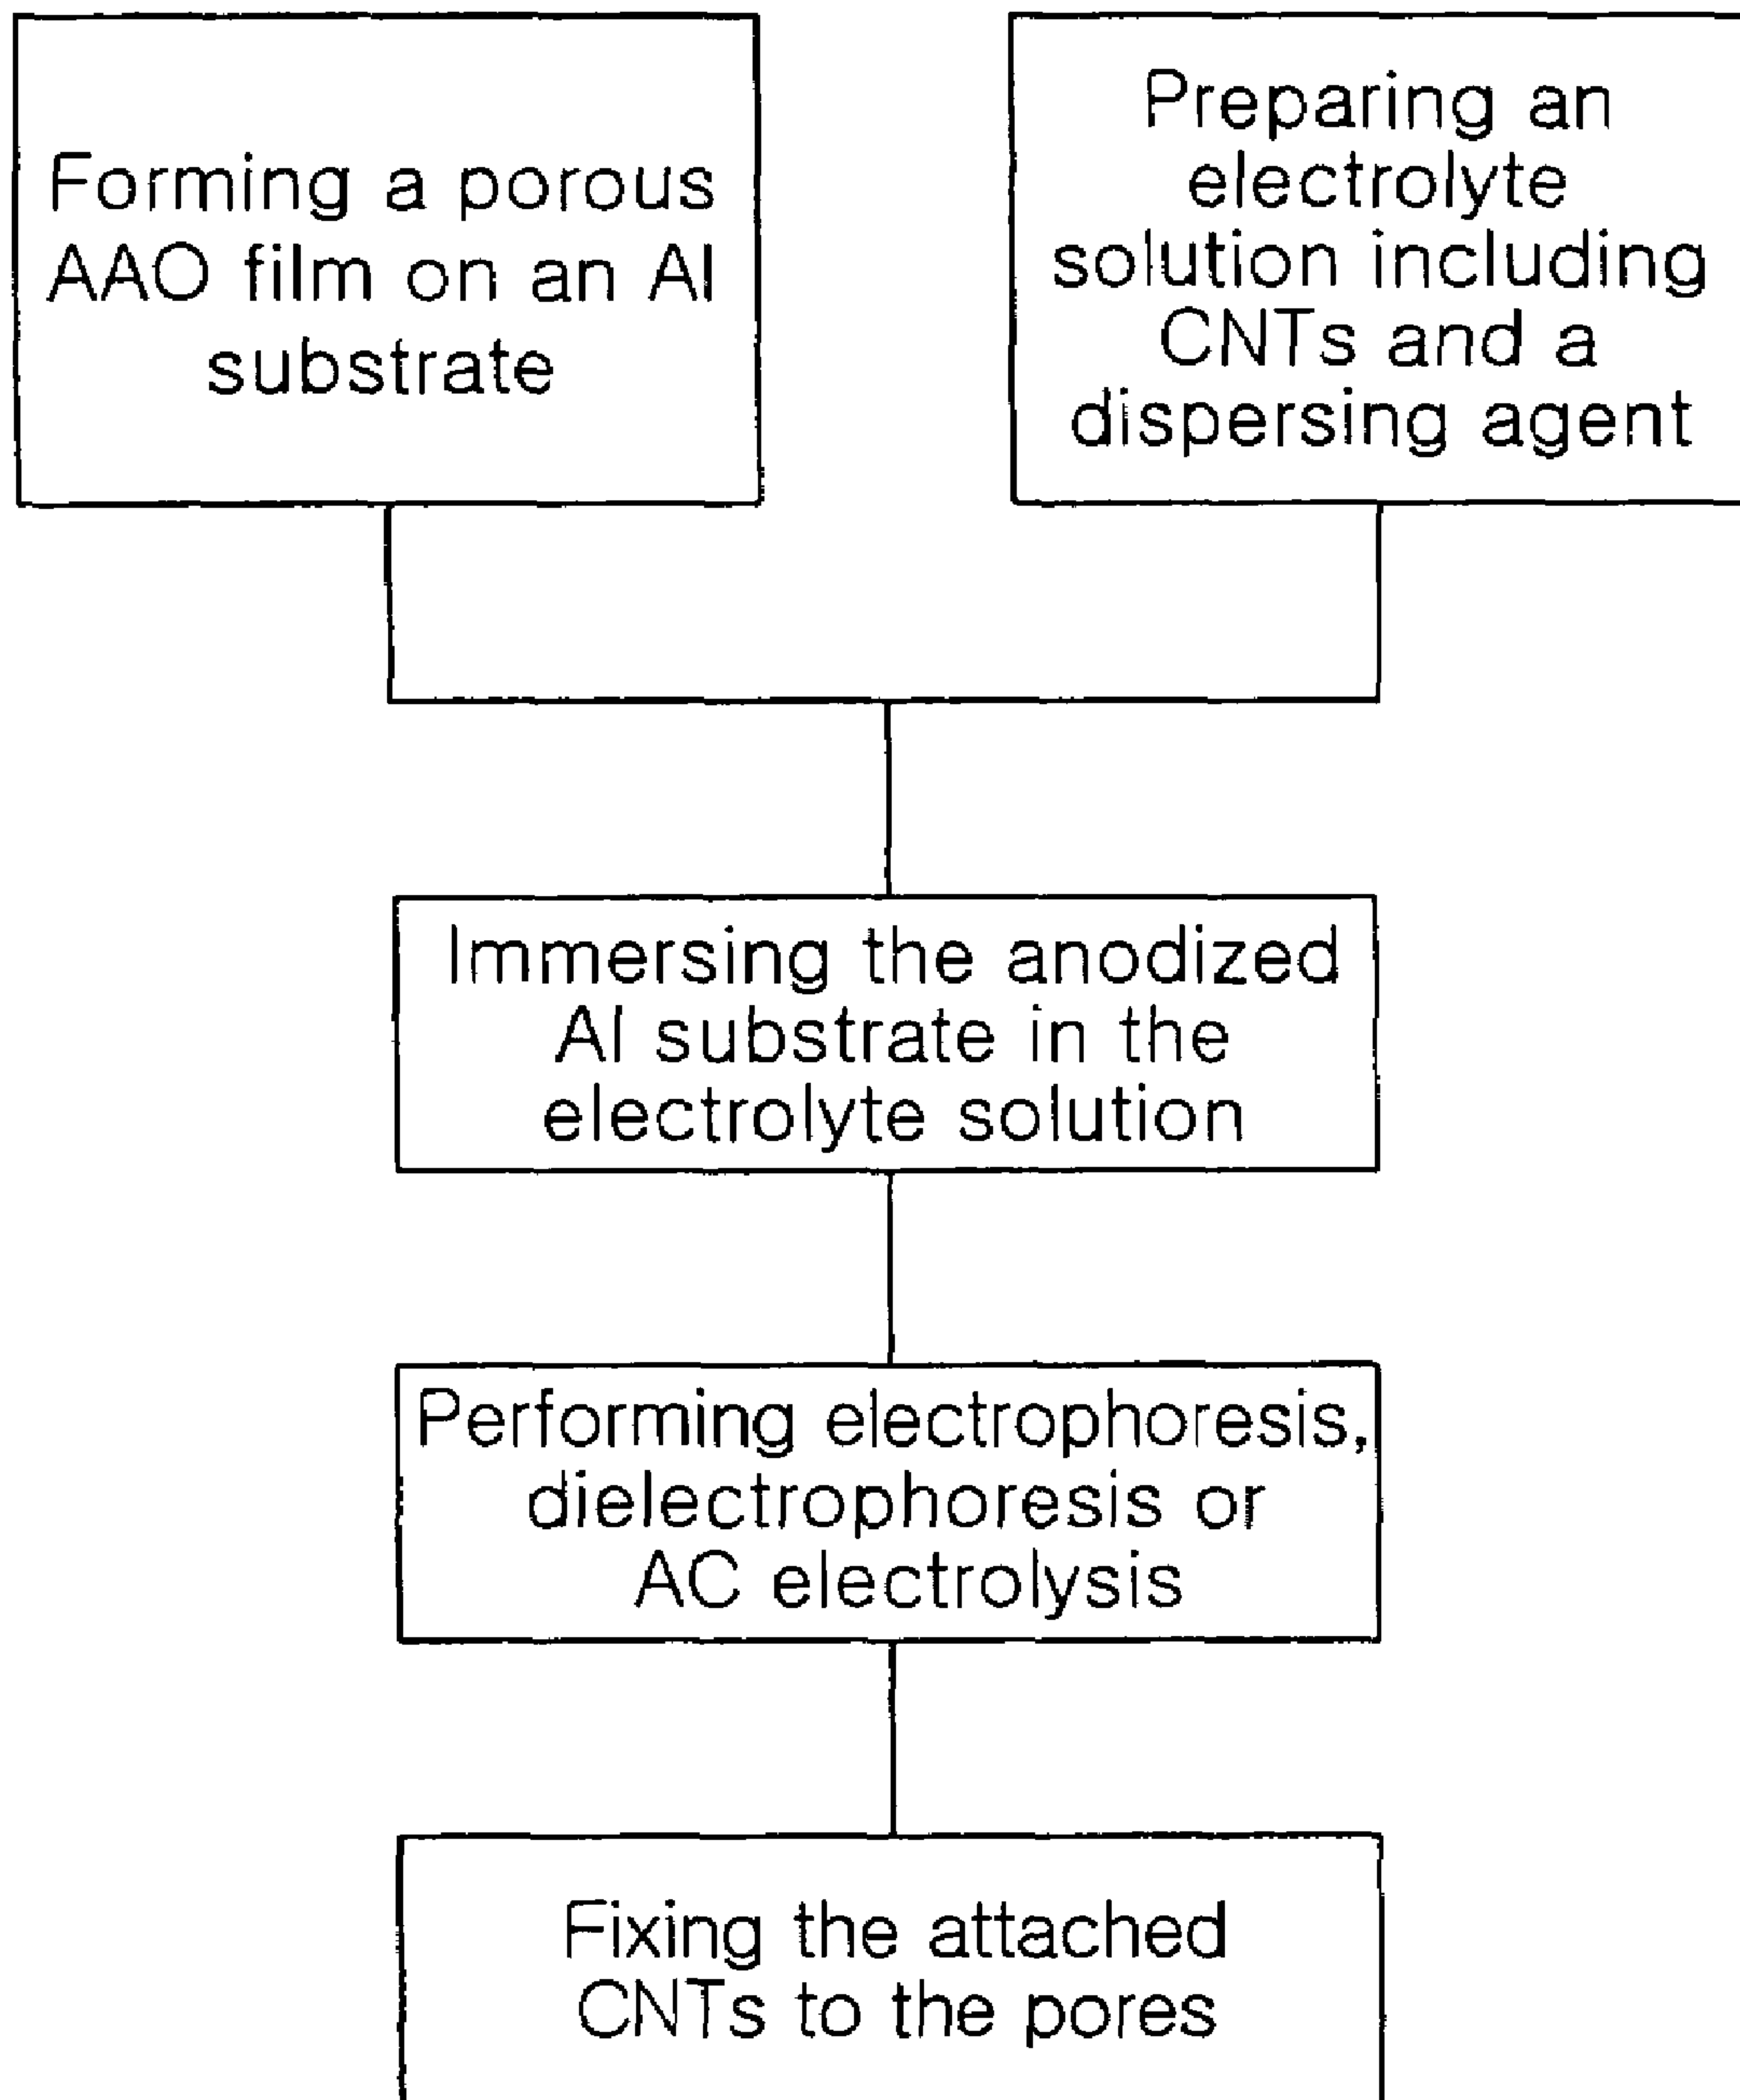 Forming a porous
AAO film on an Al
substrate
Preparing an
electrolyte
solution including
CNTs and a
dispersing agent
Immersing the anodized
Al substrate in the
electrolyte solution
Performing electrophoresis,
dielectrophoresis or
AC electrolysis
Fixing the attached
CNTs to the pores